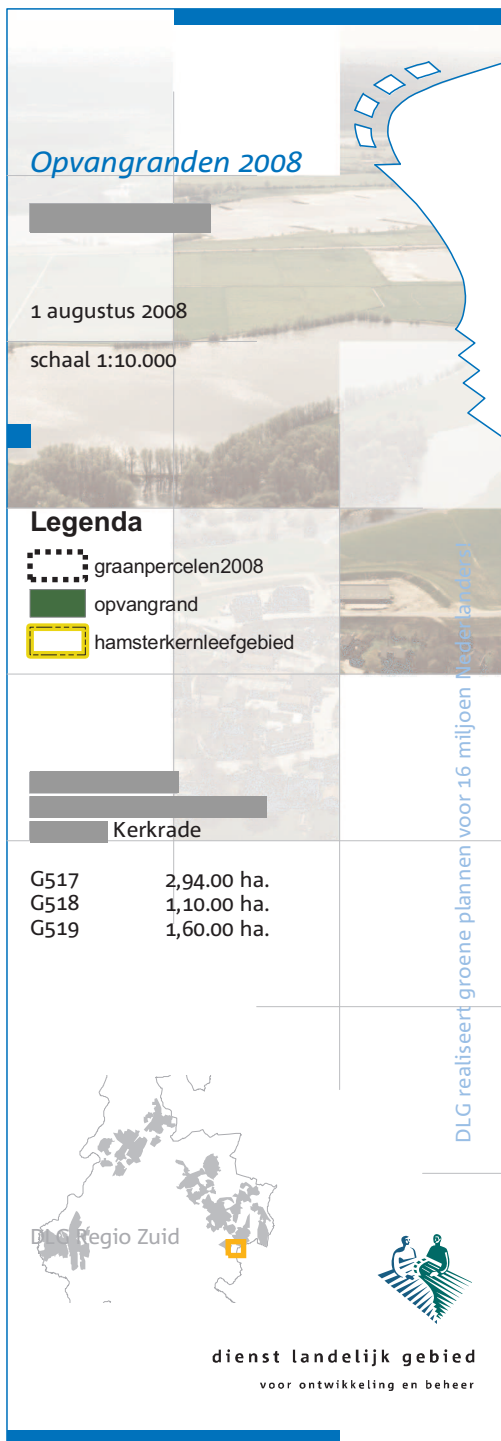 Opvangranden 2008
1 augustus 2008
schaal 1:10.000
Legenda
graanpercelen2008
opvangrand
hamsterkernleefgebied
Kerkrade
G517 2,94.00 ha.
G518 1,10.00 ha.
G519 1,60.00 ha.
DLG realiseert groene plannen voor 16 miljoen Nederlanders!
DLG Regio Zuid
dienst landelijk gebied
voor ontwikkeling en beheer